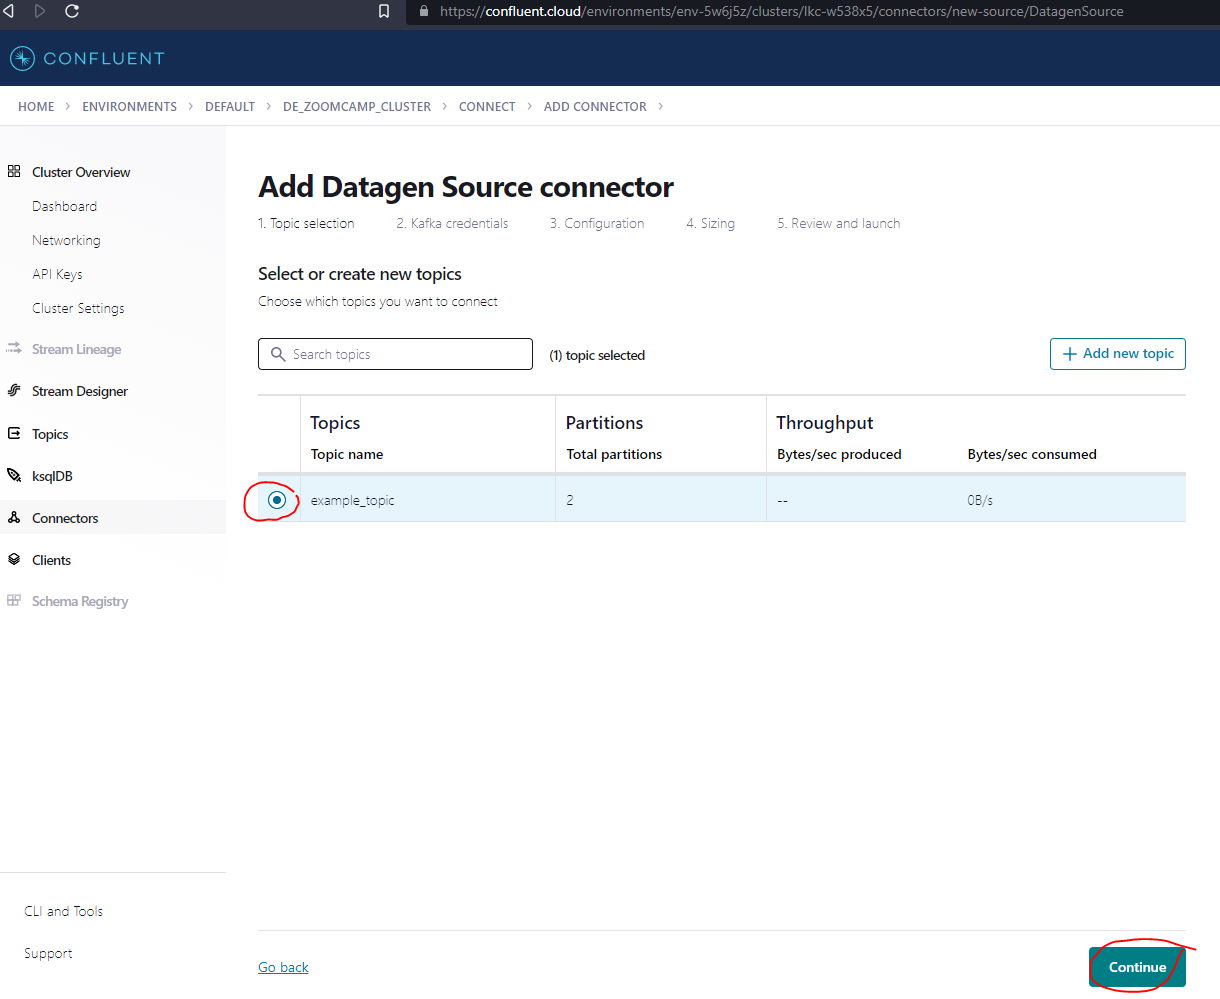 https://confluent.cloud/environments/env-5w6j5z/clusters/lkc-w538x5/connectors/new-source/DatagenSource
CONFLUENT
HOME > ENVIRONMENTS > DEFAULT > DE_ZOOMCAMP_CLUSTER > CONNECT > ADD CONNECTOR >
Cluster Overview
Dashboard
Networking
API Keys
Cluster Settings
Stream Lineage
Stream Designer
Topics
ksqlDB
Connectors
Clients
Schema Registry
CLI and Tools
Support
Add Datagen Source connector
1. Topic selection 2. Kafka credentials 3. Configuration 4. Sizing 5. Review and launch
Select or create new topics
Choose which topics you want to connect
Search topics (1) topic selected + Add new topic
Topics Partitions Throughput
Topic name Total partitions Bytes/sec produced Bytes/sec consumed
example_topic 2 -- 0B/s
Go back Continue